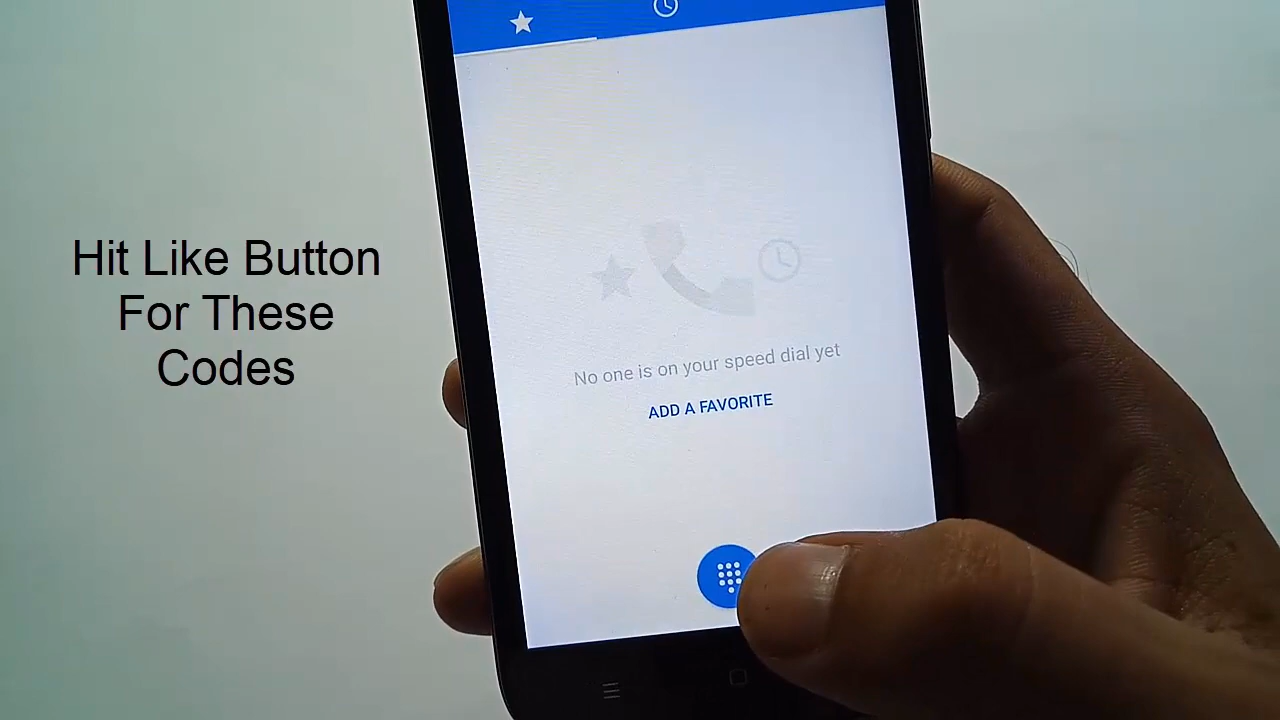 Hit Like Button
For These
Codes
No one is on your speed dial yet
ADD A FAVORITE